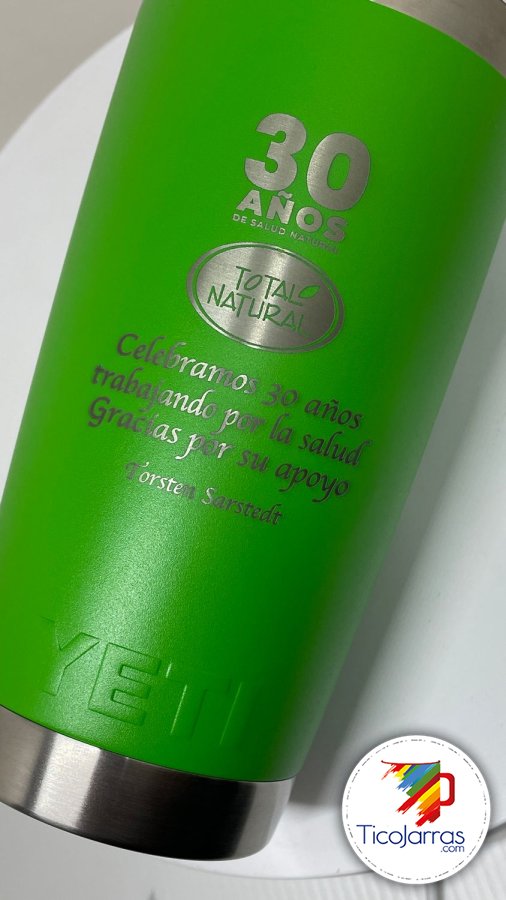 30
AÑOS
DE SALUD NATURAL
TOTAL
NATURAL
Celebramos 30 años
trabajando por la salud
Gracias por su apoyo
Torsten Sarstedt
YETI
TicoJarras
.com